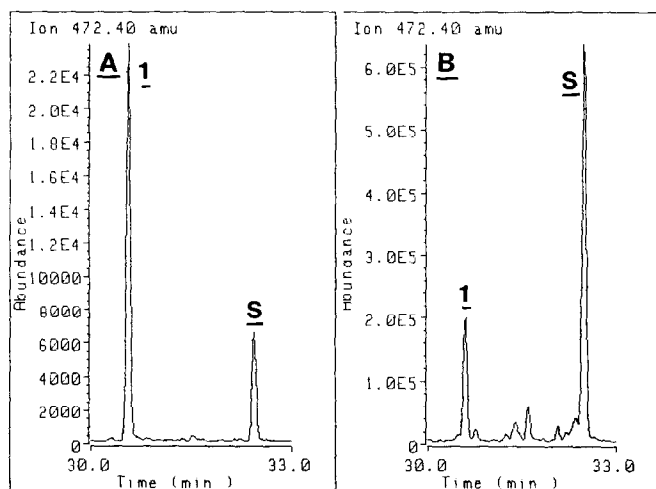 Ion 472.40 amu
A 1
2.2E4
2.0E4
1.8E4
1.6E4
1.4E4
1.2E4
10000
8000
6000
4000
2000
0
Abundance
S
30.0 33.0
Time (min )
Ion 472.40 amu
B
S
6.0E5
5.0E5
4.0E5
3.0E5
2.0E5
1.0E5
0
Abundance
1
30.0 33.0
Time (min )